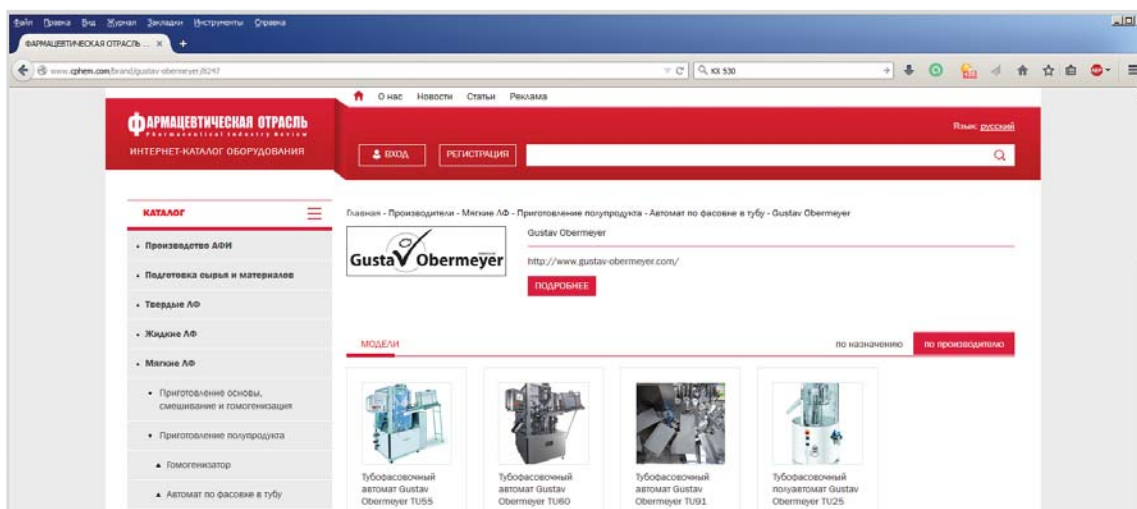 Файл Правка Вид Журнал Закладки Инструменты Справка
ФАРМАЦЕВТИЧЕСКАЯ ОТРАСЛЬ ... × +
www.cphem.com/brand/gustav-obermeyer/8247
КХ 530
О нас Новости Статьи Реклама
ФАРМАЦЕВТИЧЕСКАЯ ОТРАСЛЬ
Pharmaceutical Industry Review
ИНТЕРНЕТ-КАТАЛОГ ОБОРУДОВАНИЯ
Язык: русский
ВХОД
РЕГИСТРАЦИЯ
КАТАЛОГ
Производство АФИ
Подготовка сырья и материалов
Твердые ЛФ
Жидкие ЛФ
Мягкие ЛФ
Приготовление основы,
смешивание и гомогенизация
Приготовление полупродукта
Гомогенизатор
Автомат по фасовке в тубу
Главная - Производители - Мягкие ЛФ - Приготовление полупродукта - Автомат по фасовке в тубу - Gustav Obermeyer
Gustav Obermeyer
Gustav Obermeyer
http://www.gustav-obermeyer.com/
ПОДРОБНЕЕ
МОДЕЛИ
по назначению
по производителю
Тубофасовочный
автомат Gustav
Obermeyer TU55
Тубофасовочный
автомат Gustav
Obermeyer TU60
Тубофасовочный
автомат Gustav
Obermeyer TU91
Тубофасовочный
полуавтомат Gustav
Obermeyer TU25